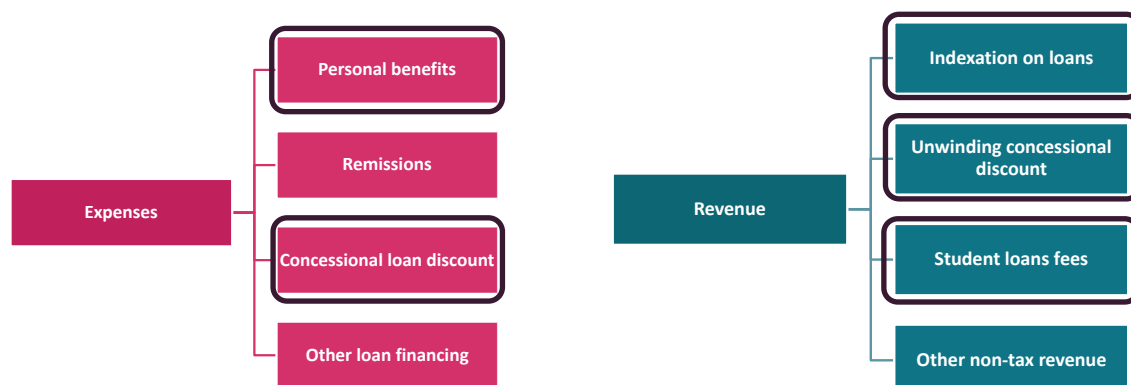 Expenses
Personal benefits
Remissions
Concessional loan discount
Other loan financing
Revenue
Indexation on loans
Unwinding concessional
discount
Student loans fees
Other non-tax revenue